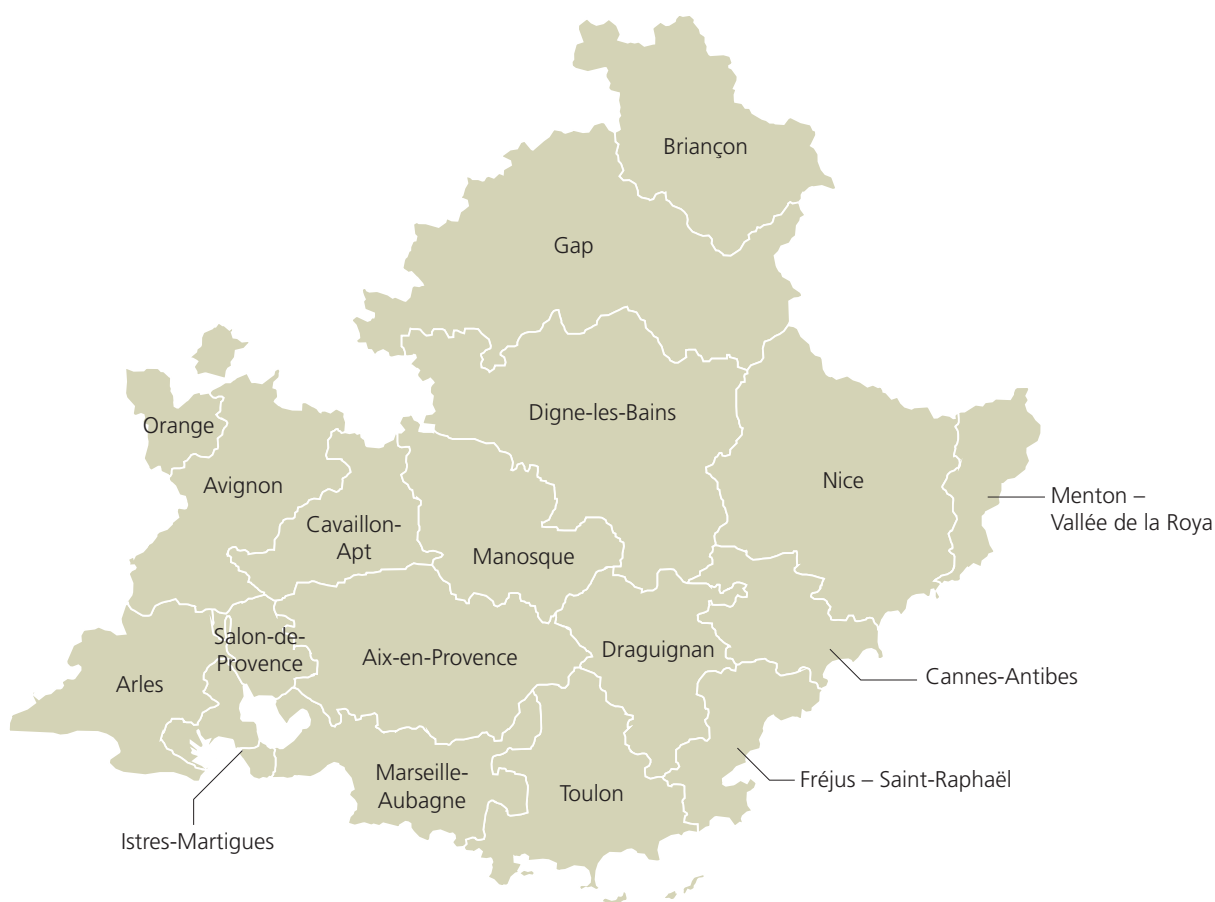 Briançon
Gap
Digne-les-Bains
Orange
Avignon
Nice
Menton –
Vallée de la Roya
Cavaillon-
Apt
Manosque
Salon-de-
Provence
Aix-en-Provence
Draguignan
Arles
Cannes-Antibes
Marseille-
Aubagne
Toulon
Fréjus – Saint-Raphaël
Istres-Martigues